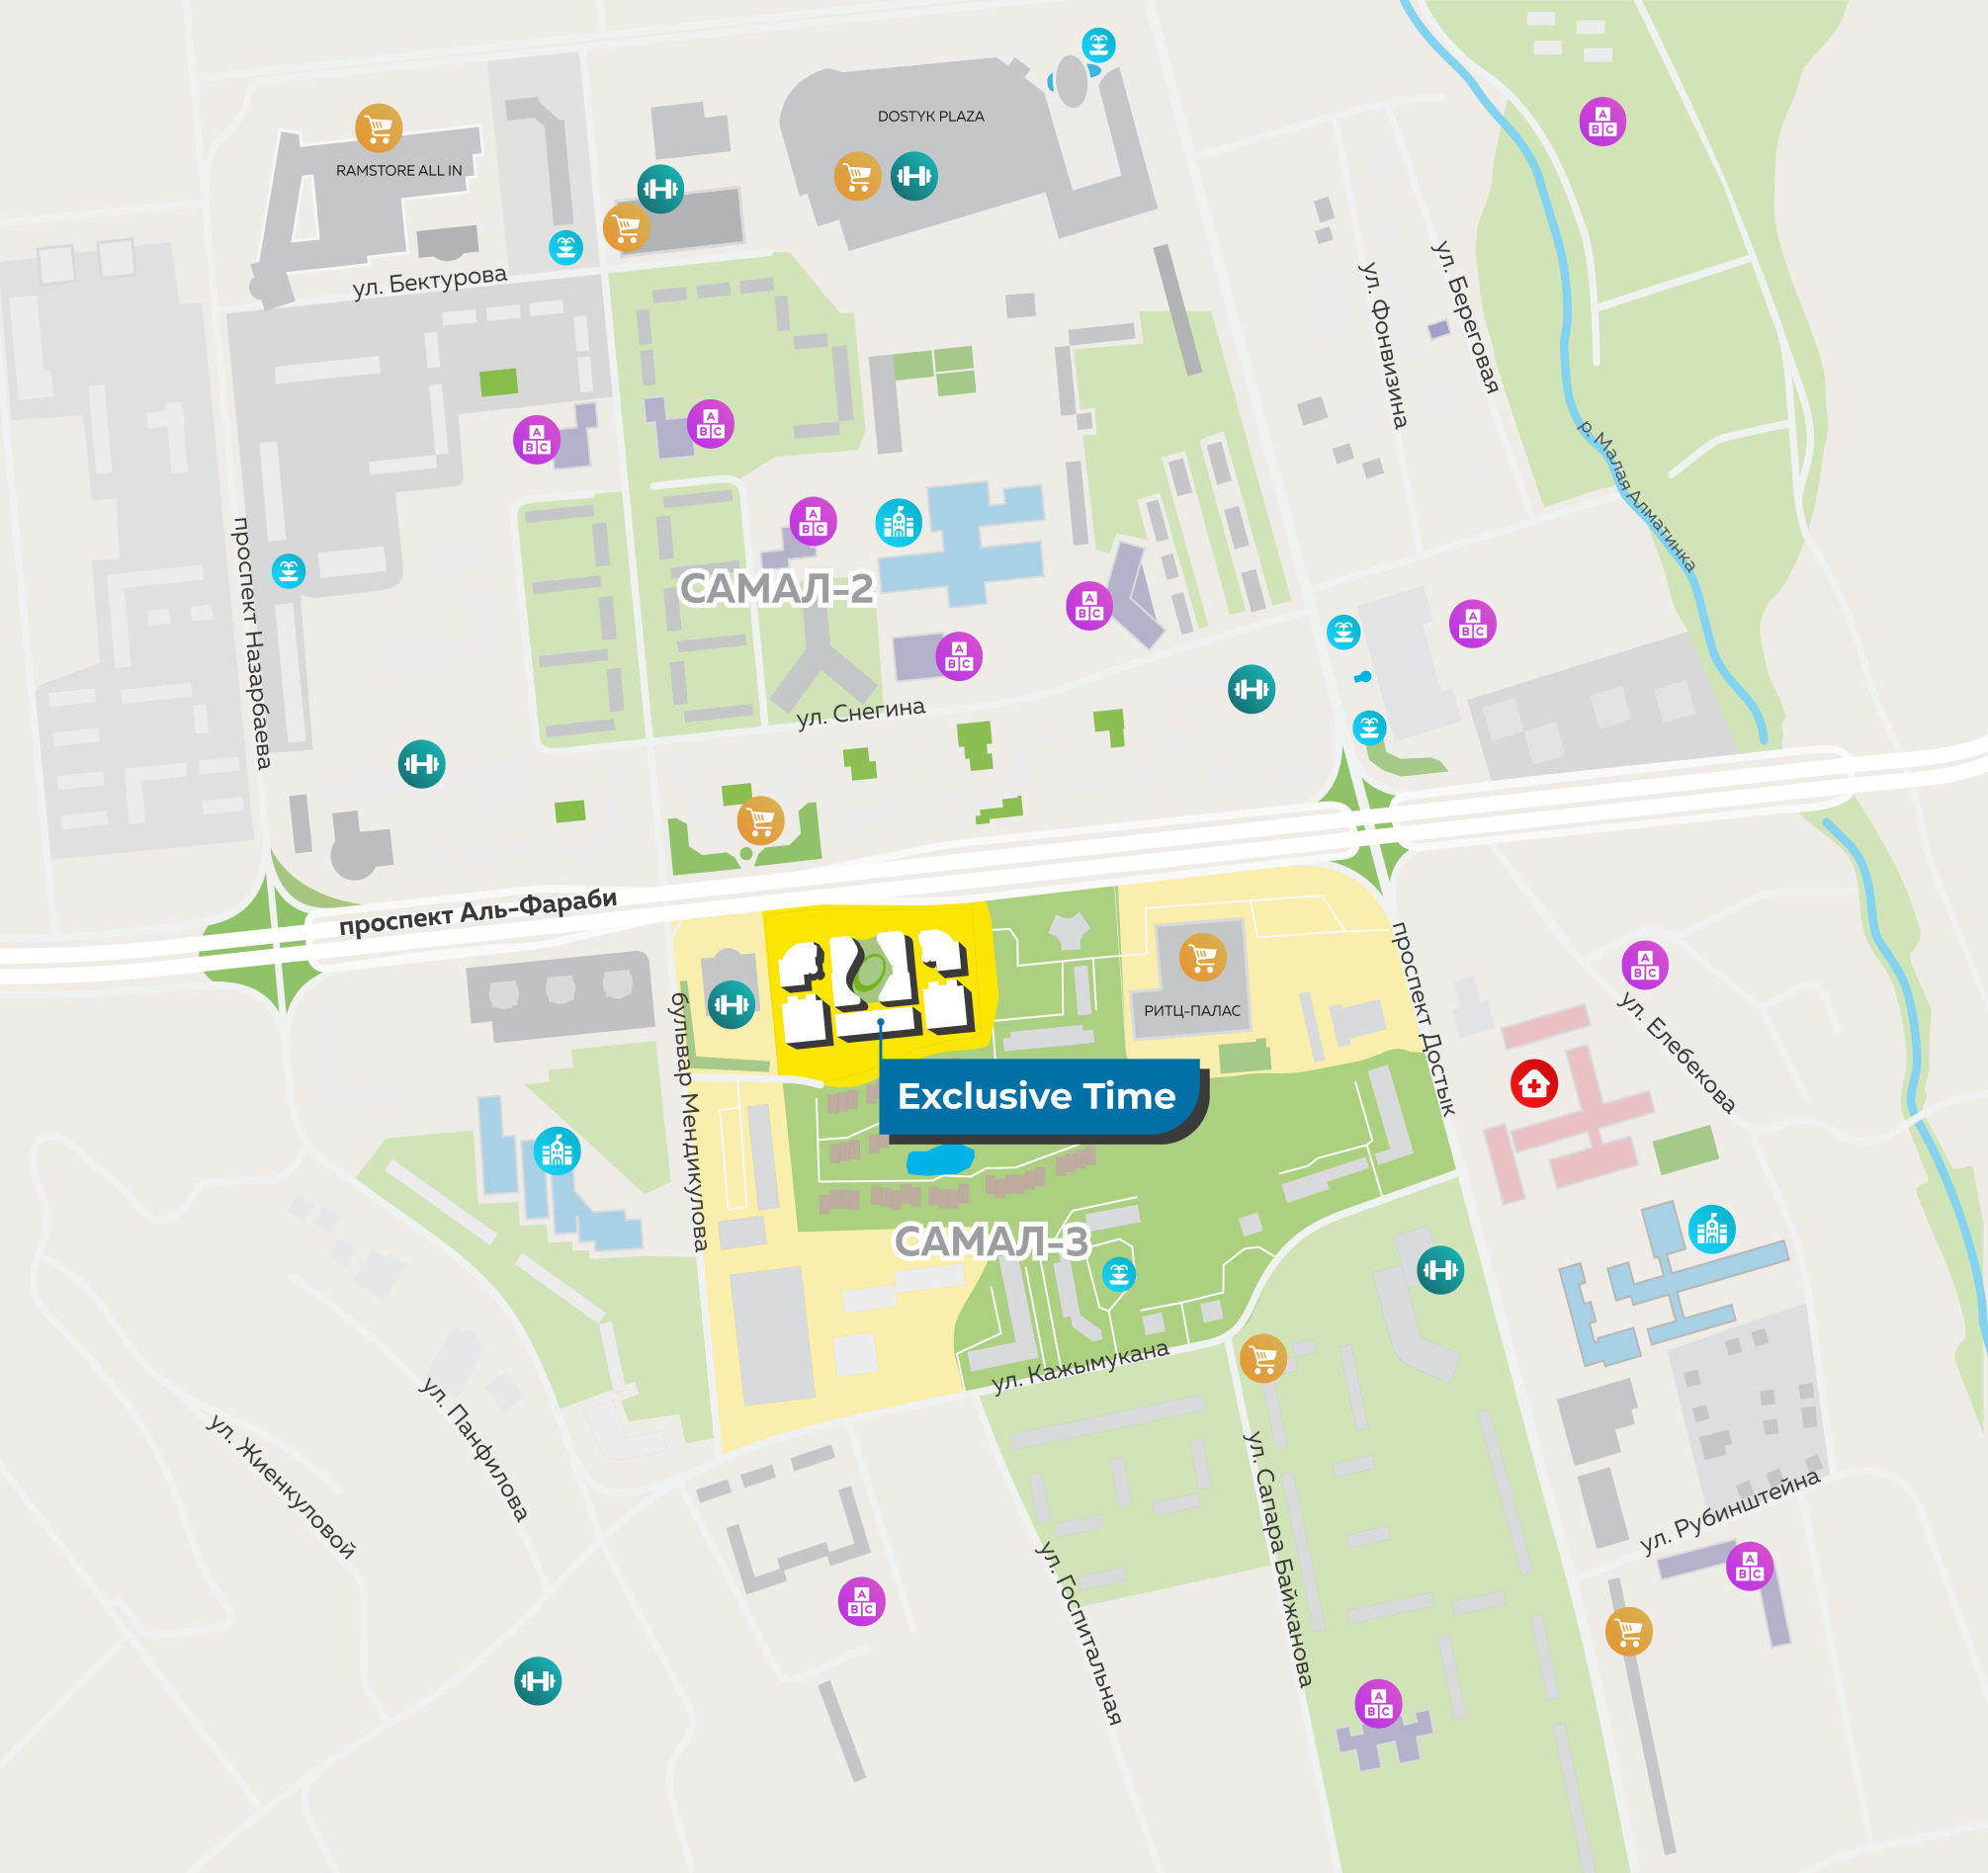 DOSTYK PLAZA
RAMSTORE ALL IN
ул. Бектурова
ул. Фонвизина
ул. Береговая
р. Малая Алматинка
проспект Назарбаева
САМАЛ-2
ул. Снегина
проспект Аль-Фараби
РИТЦ-ПАЛАС
проспект Достык
ул. Елебекова
бульвар Мендикулова
Exclusive Time
САМАЛ-3
ул. Кажымукана
ул. Панфилова
ул. Жиенкуловой
ул. Госпитальная
ул. Сапара Байжанова
ул. Рубинштейна
A
B C
A
B C
A
B C
A
B C
A
B C
A
B C
A
B C
A
B C
A
B C
A
B C
A
B C